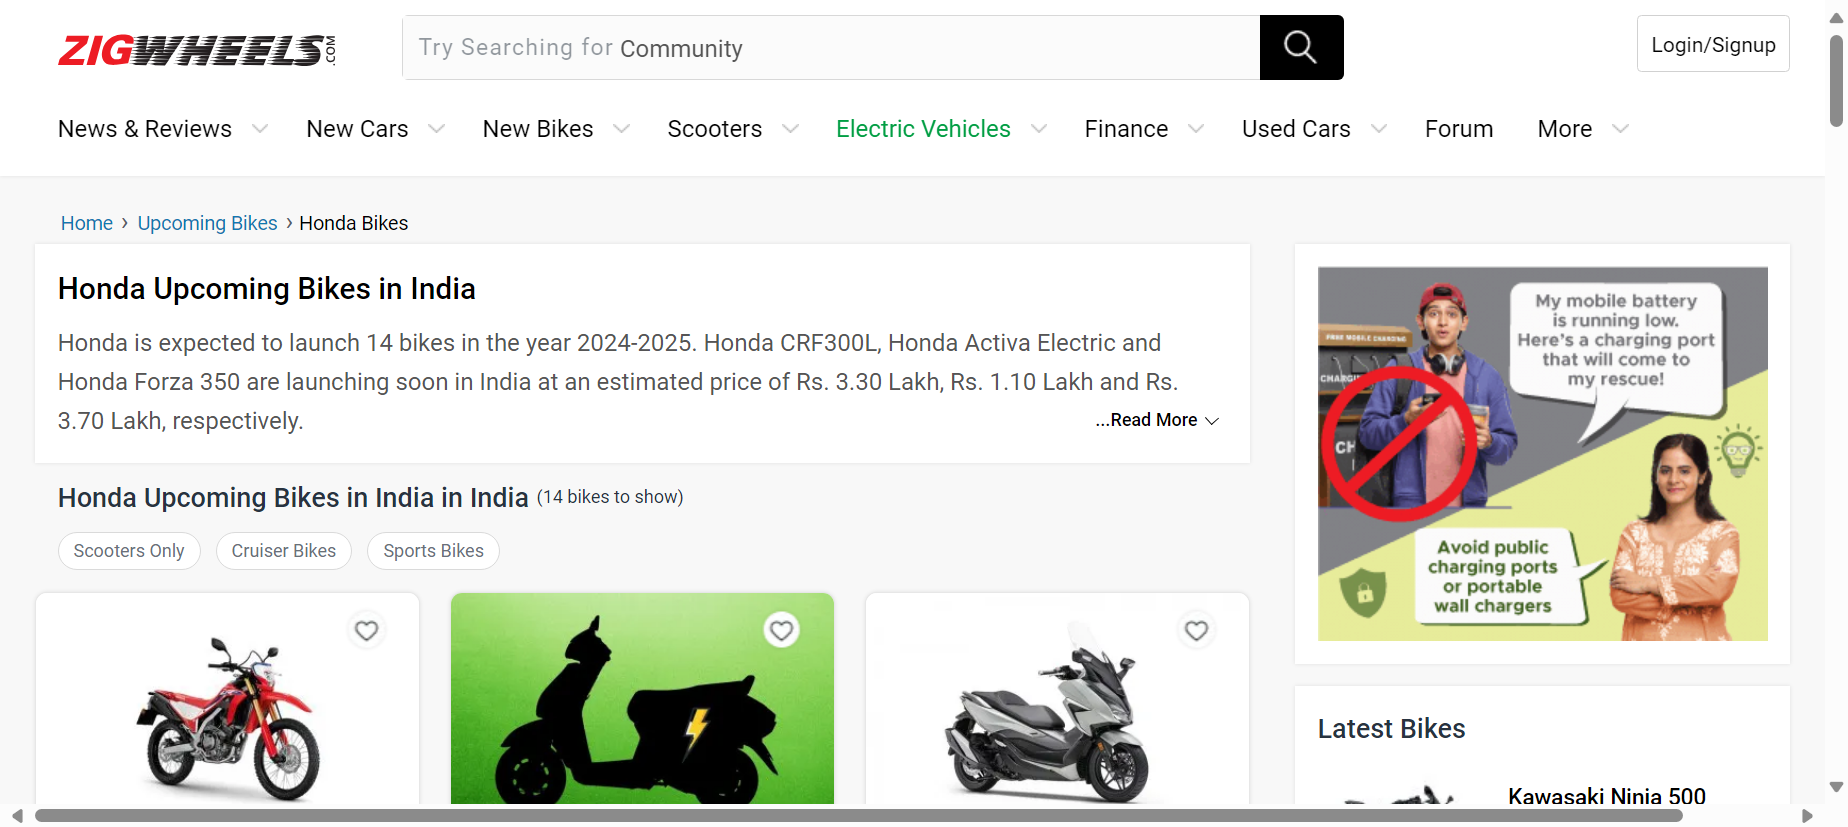 ZIGWHEELS.COM
Try Searching for Community
Login/Signup
News & Reviews New Cars New Bikes Scooters Electric Vehicles Finance Used Cars Forum More
Home › Upcoming Bikes › Honda Bikes
Honda Upcoming Bikes in India
Honda is expected to launch 14 bikes in the year 2024-2025. Honda CRF300L, Honda Activa Electric and
Honda Forza 350 are launching soon in India at an estimated price of Rs. 3.30 Lakh, Rs. 1.10 Lakh and Rs.
3.70 Lakh, respectively.
...Read More
Honda Upcoming Bikes in India in India (14 bikes to show)
Scooters Only Cruiser Bikes Sports Bikes
My mobile battery
is running low.
Here's a charging port
that will come to
my rescue!
FREE MOBILE CHARGING
Avoid public
charging ports
or portable
wall chargers
Latest Bikes
Kawasaki Ninja 500